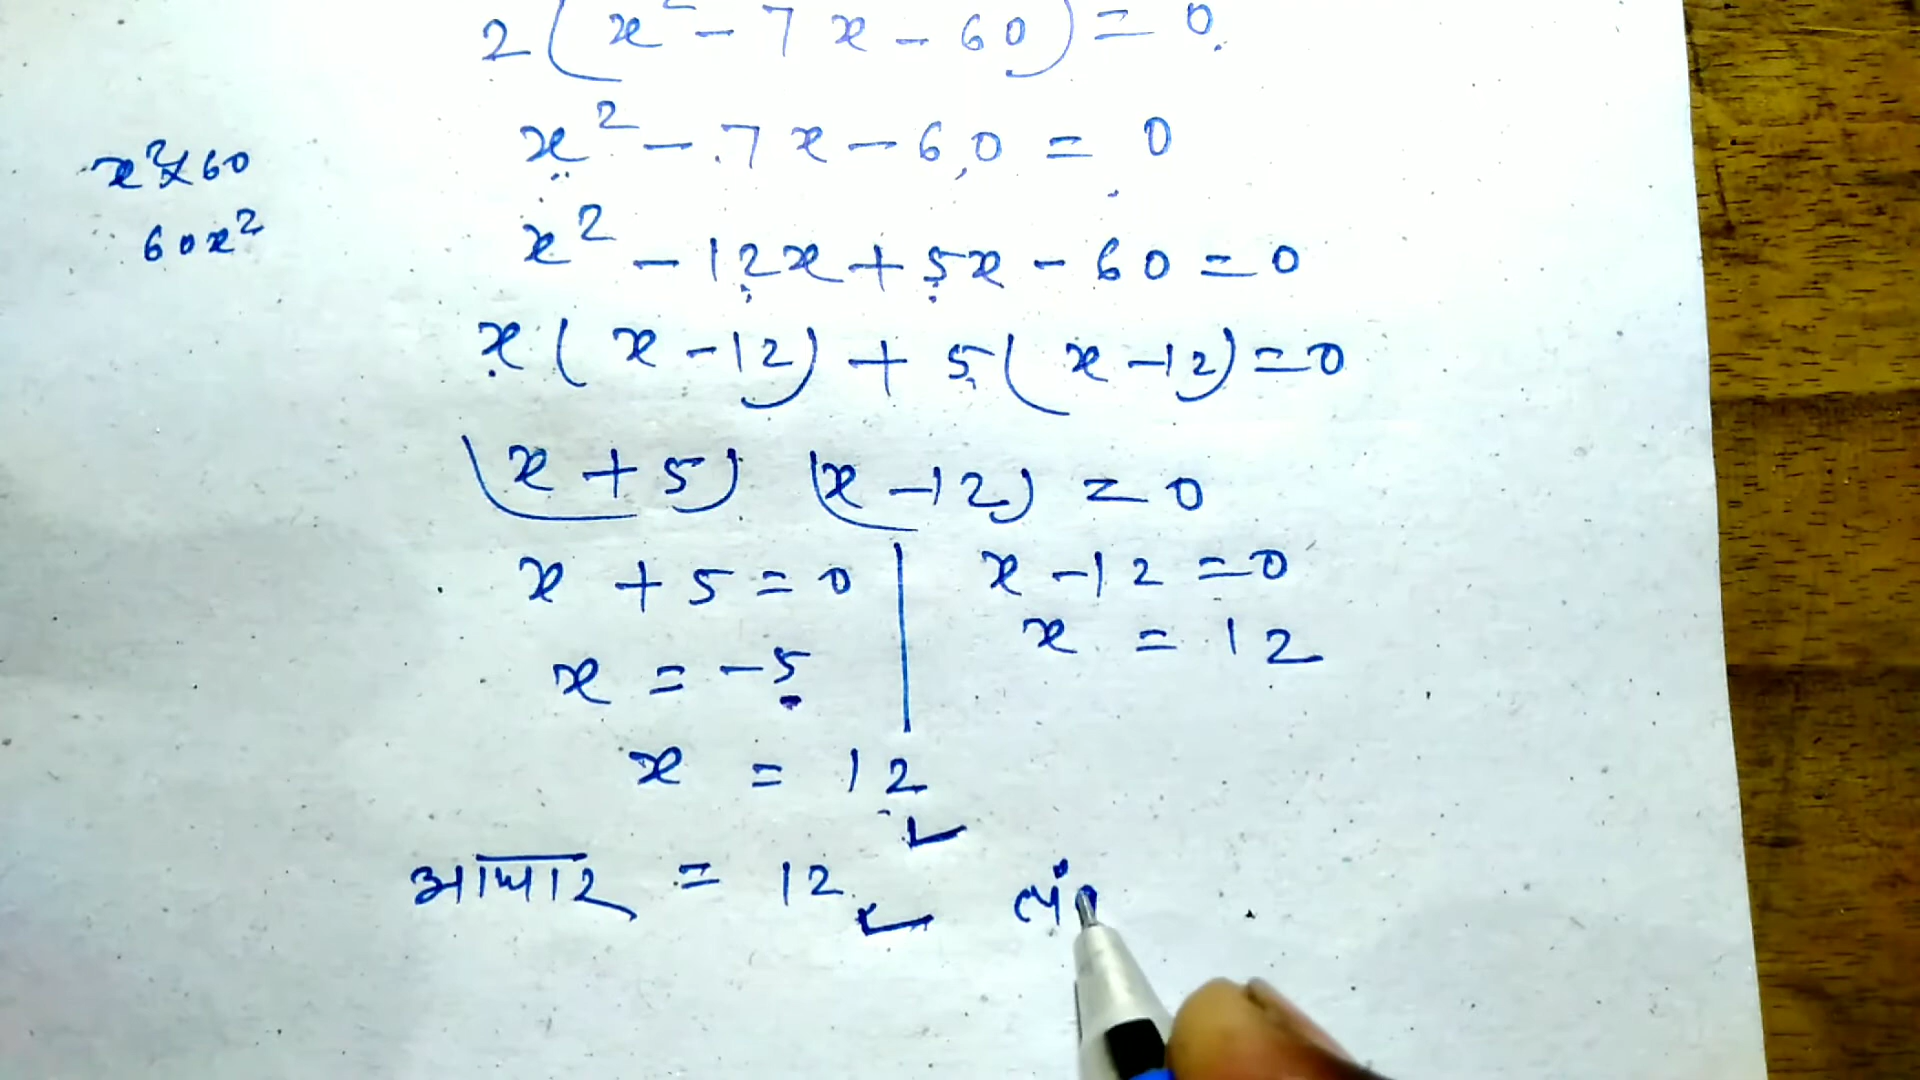 2(x² - 7x - 60) = 0
x² - 7x - 60 = 0
x² × 60
60x²
x² - 12x + 5x - 60 = 0
x(x - 12) + 5(x - 12) = 0
(x + 5) (x - 12) = 0
x + 5 = 0 | x - 12 = 0
x = -5 | x = 12
x = 12
आधार = 12